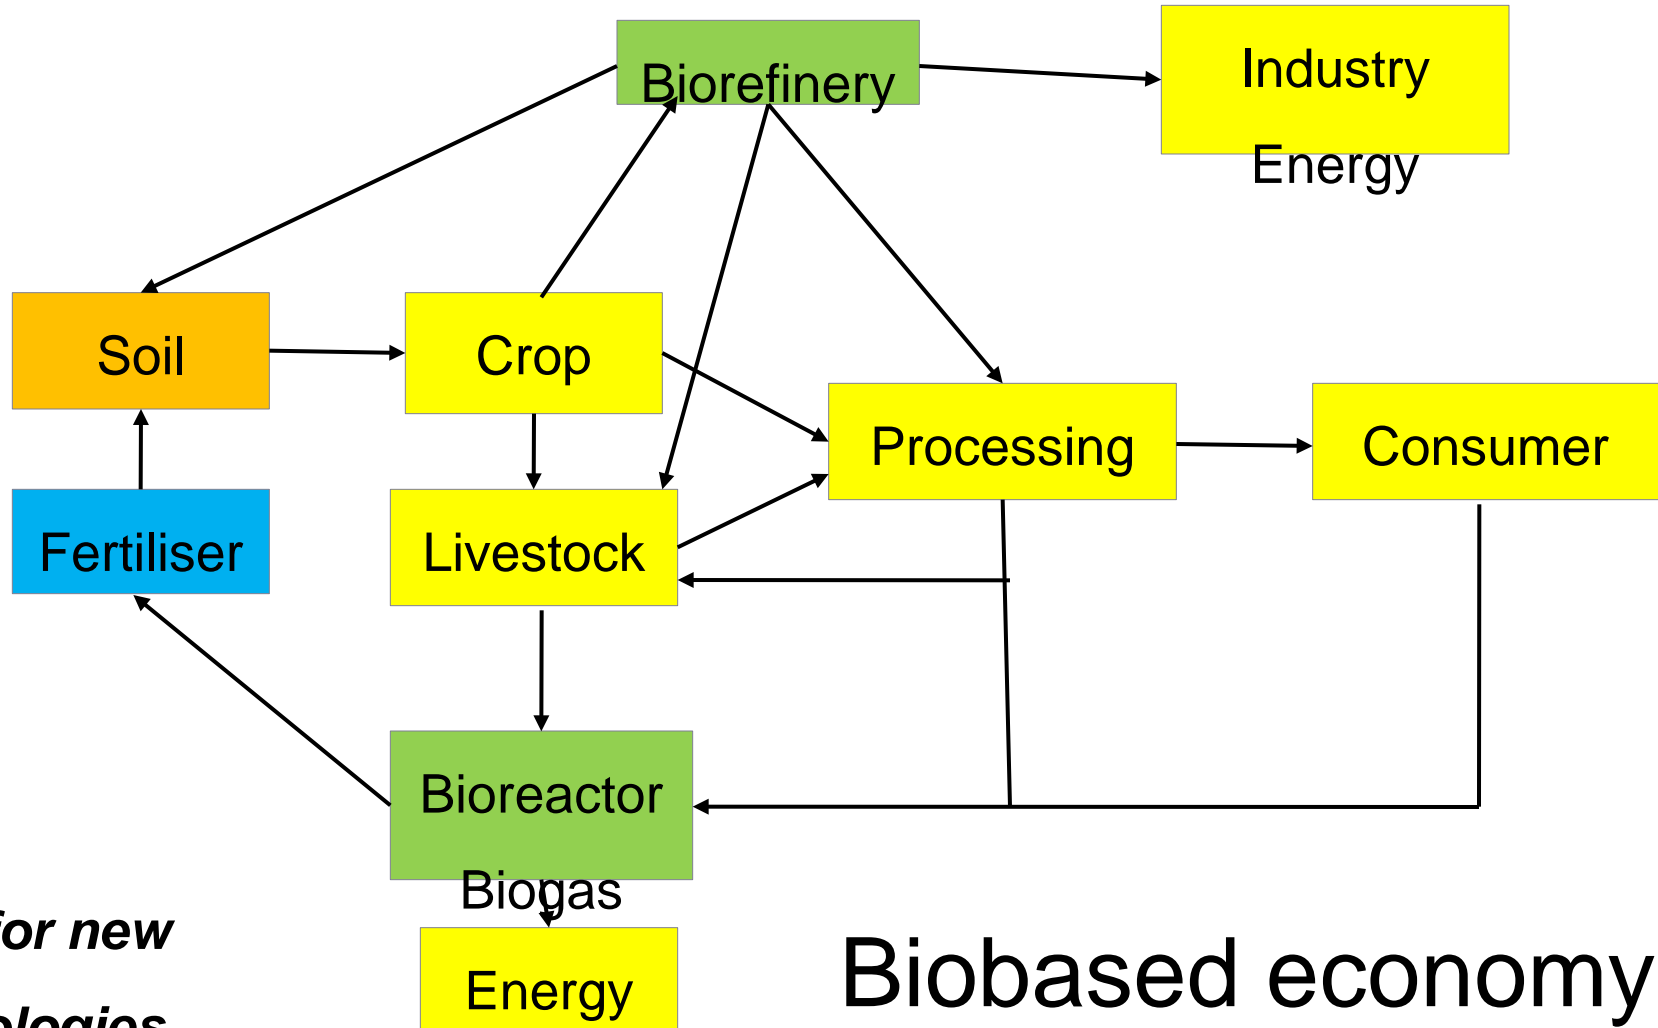 Biorefinery
Industry
Energy
Soil
Crop
Processing
Consumer
Fertiliser
Livestock
Bioreactor
Biogas
for new
Energy
Biobased economy